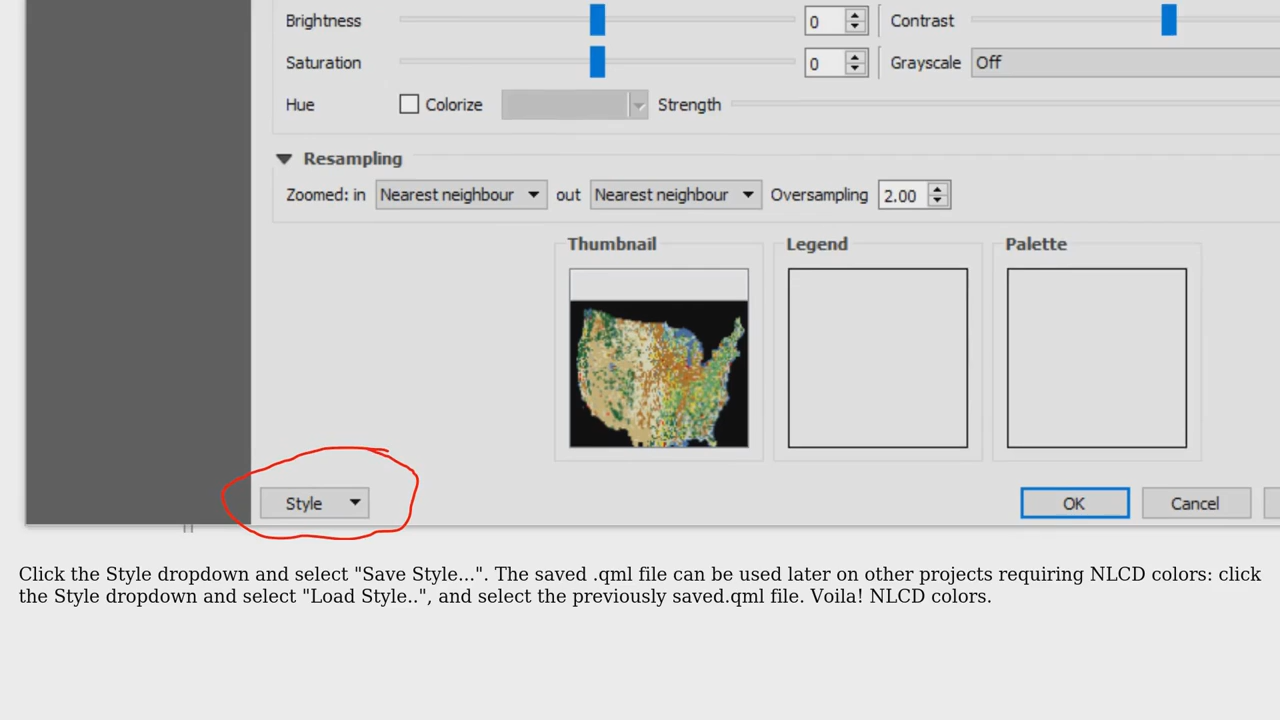 Brightness 0 Contrast
Saturation 0 Grayscale Off
Hue Colorize Strength
Resampling
Zoomed: in Nearest neighbour out Nearest neighbour Oversampling 2.00
Thumbnail Legend Palette
Style OK Cancel
Click the Style dropdown and select "Save Style...". The saved .qml file can be used later on other projects requiring NLCD colors: click
the Style dropdown and select "Load Style..", and select the previously saved.qml file. Voila! NLCD colors.